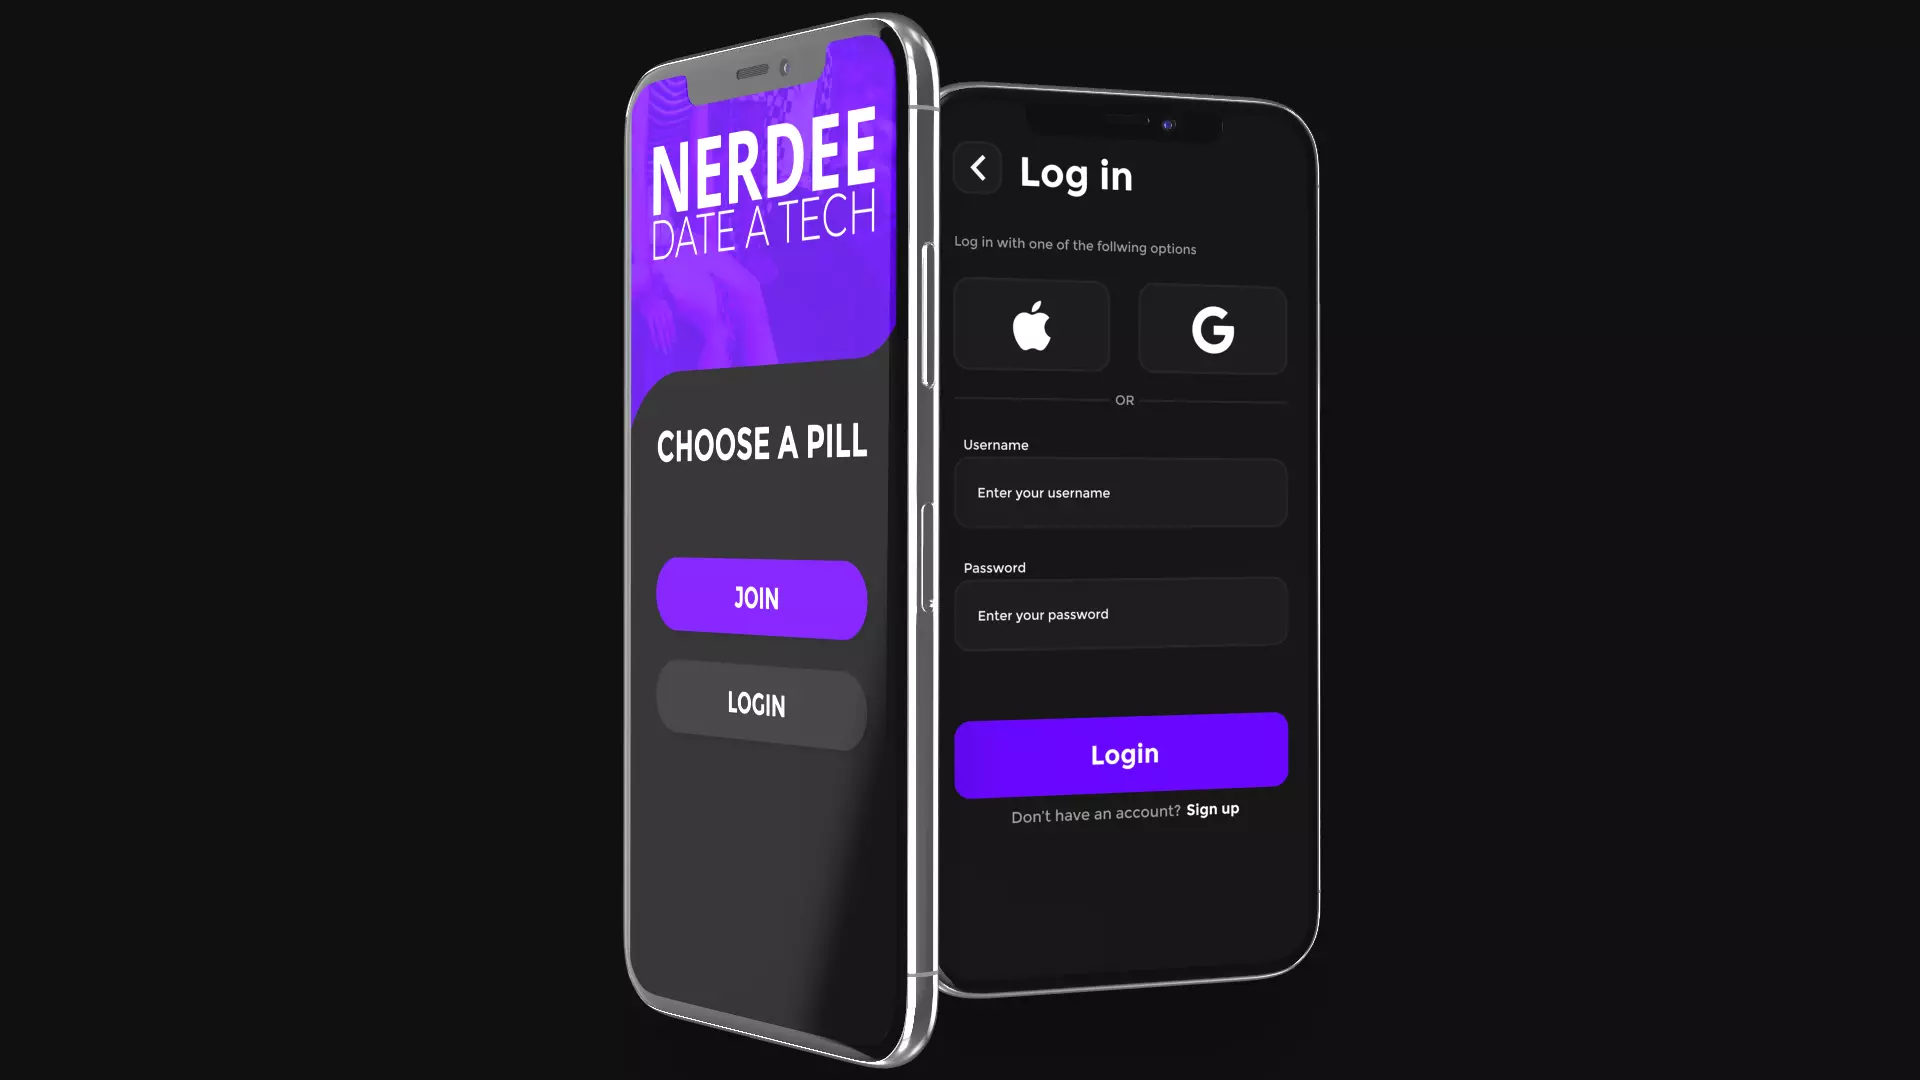 NERDEE
DATE A TECH
CHOOSE A PILL
JOIN
LOGIN
Log in
Log in with one of the follwing options
G
OR
Username
Enter your username
Password
Enter your password
Login
Don't have an account? Sign up